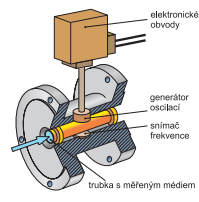 elektronické
obvody
generátor
oscilací
snímač
frekvence
trubka s měřeným médiem